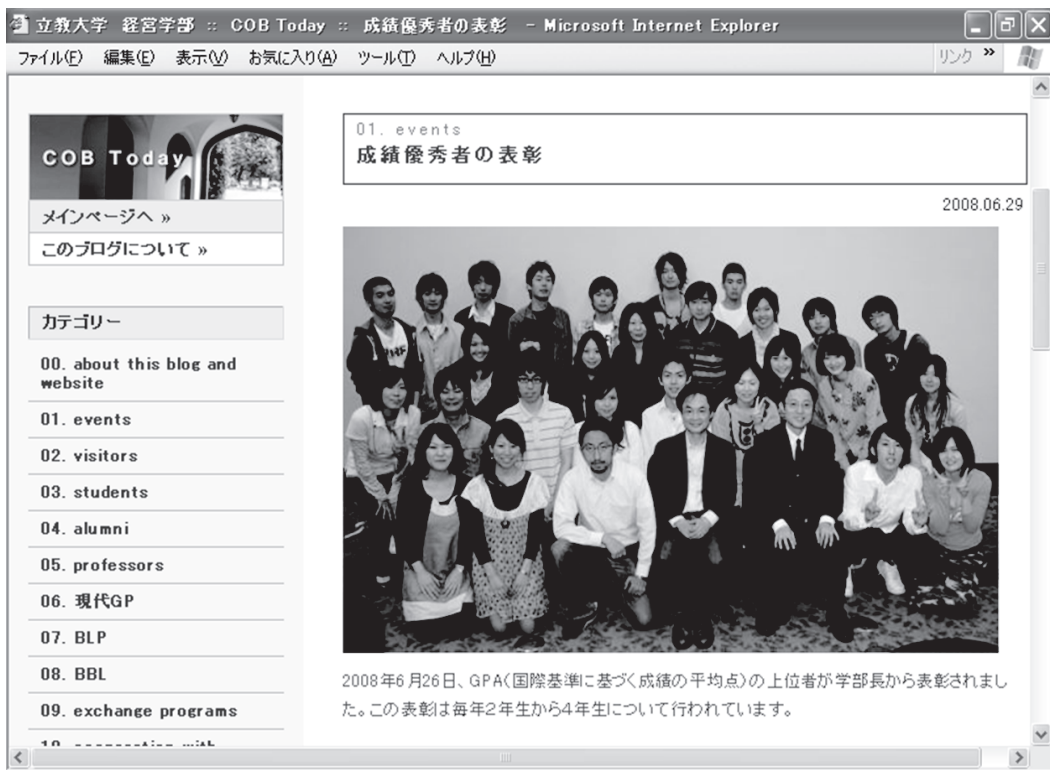 立教大学 経営学部 :: COB Today :: 成績優秀者の表彰 - Microsoft Internet Explorer
ファイル(F) 編集(E) 表示(V) お気に入り(A) ツール(T) ヘルプ(H)
リンク »
COB Today
メインページへ »
このブログについて »
カテゴリー
00. about this blog and
website
01. events
02. visitors
03. students
04. alumni
05. professors
06. 現代GP
07. BLP
08. BBL
09. exchange programs
01. events
成績優秀者の表彰
2008.06.29
2008年6月26日、GPA(国際基準に基づく成績の平均点)の上位者が学部長から表彰されまし
た。この表彰は毎年2年生から4年生について行われています。